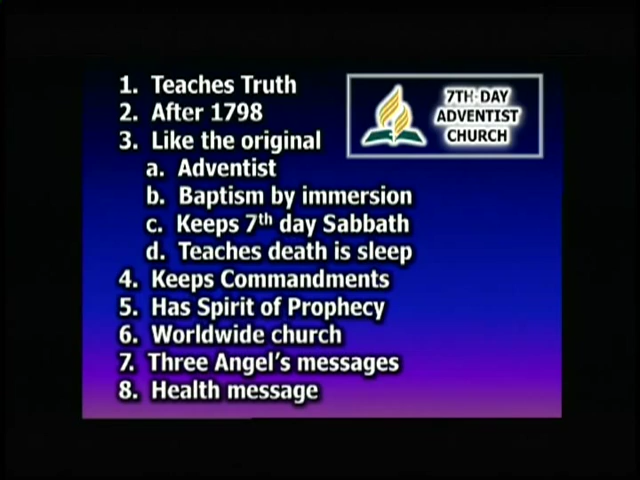 1. Teaches Truth
2. After 1798
3. Like the original
a. Adventist
b. Baptism by immersion
c. Keeps 7th day Sabbath
d. Teaches death is sleep
4. Keeps Commandments
5. Has Spirit of Prophecy
6. Worldwide church
7. Three Angel's messages
8. Health message
7TH-DAY
ADVENTIST
CHURCH